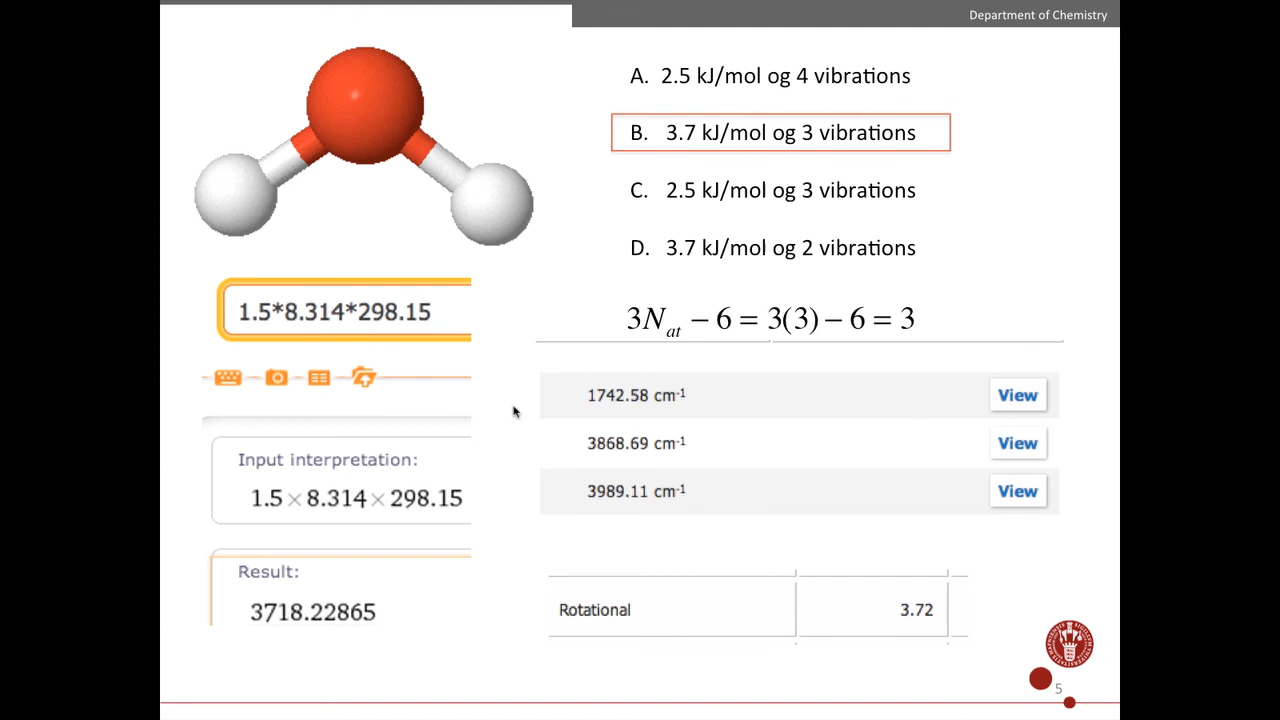 Department of Chemistry
A. 2.5 kJ/mol og 4 vibrations
B. 3.7 kJ/mol og 3 vibrations
C. 2.5 kJ/mol og 3 vibrations
D. 3.7 kJ/mol og 2 vibrations
1.5*8.314*298.15
3N_at − 6 = 3(3) − 6 = 3
1742.58 cm⁻¹ View
3868.69 cm⁻¹ View
3989.11 cm⁻¹ View
Input interpretation:
1.5×8.314×298.15
Result:
3718.22865
Rotational 3.72
5